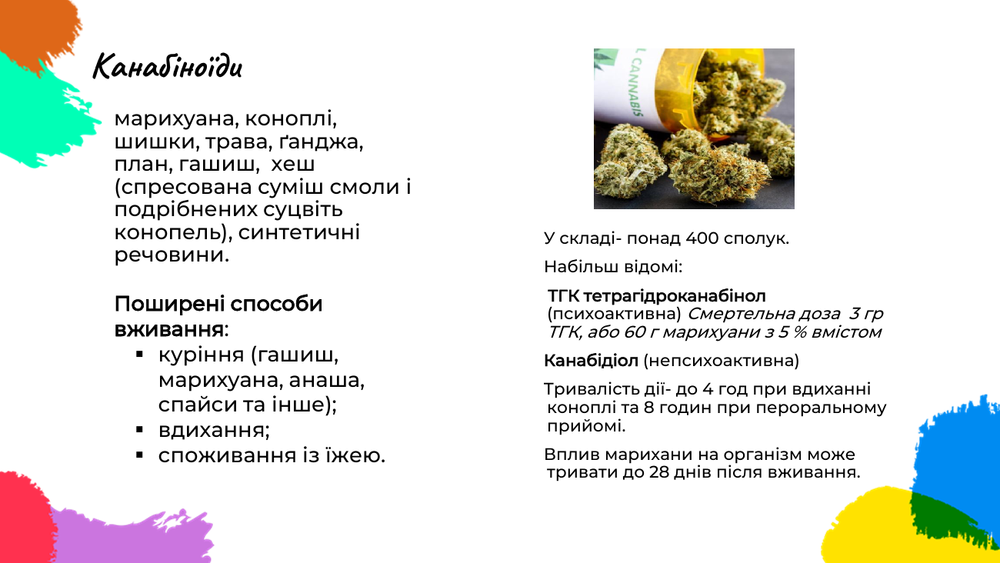 Канабіноїди
марихуана, коноплі,
шишки, трава, ґанджа,
план, гашиш, хеш
(спресована суміш смоли і
подрібнених суцвіть
конопель), синтетичні
речовини.
Поширені способи
вживання:
▪ куріння (гашиш,
марихуана, анаша,
спайси та інше);
▪ вдихання;
▪ споживання із їжею.
L CANNABIS
У складі- понад 400 сполук.
Набільш відомі:
ТГК тетрагідроканабінол
(психоактивна) Смертельна доза 3 гр
ТГК, або 60 г марихуани з 5 % вмістом
Канабідіол (непсихоактивна)
Тривалість дії- до 4 год при вдиханні
коноплі та 8 годин при пероральному
прийомі.
Вплив марихани на організм може
тривати до 28 днів після вживання.